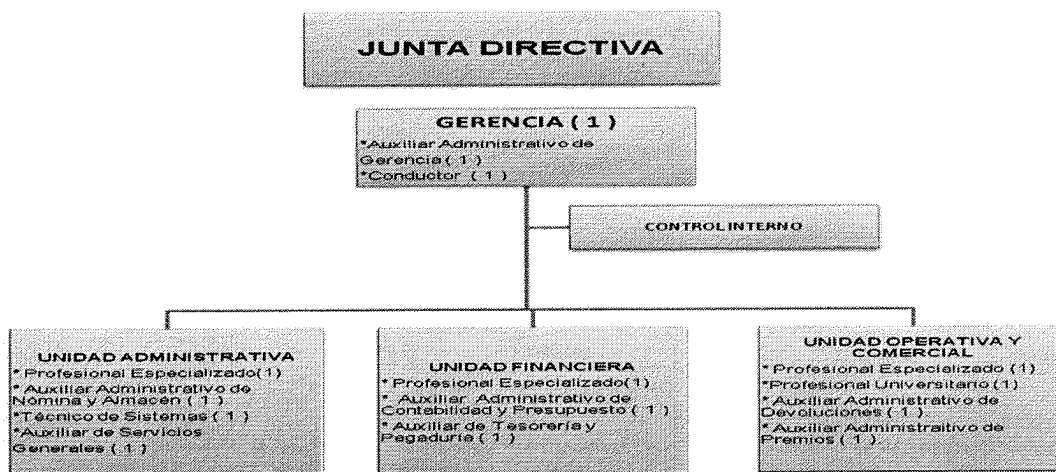 JUNTA DIRECTIVA
GERENCIA ( 1 )
*Auxiliar Administrativo de
Gerencia ( 1 )
*Conductor ( 1 )
CONTROL INTERNO
UNIDAD ADMINISTRATIVA
* Profesional Especializado(1)
* Auxiliar Administrativo de
Nómina y Almacén ( 1 )
*Técnico de Sistemas ( 1 )
*Auxiliar de Servicios
Generales ( 1 )
UNIDAD FINANCIERA
* Profesional Especializado(1)
* Auxiliar Administrativo de
Contabilidad y Presupuesto ( 1 )
* Auxiliar de Tesorería y
Pagaduría ( 1 )
UNIDAD OPERATIVA Y
COMERCIAL
* Profesional Especializado (1)
*Profesional Universitario (1)
* Auxiliar Administrativo de
Devoluciones ( 1 )
* Auxiliar Administraitivo de
Premios ( 1 )